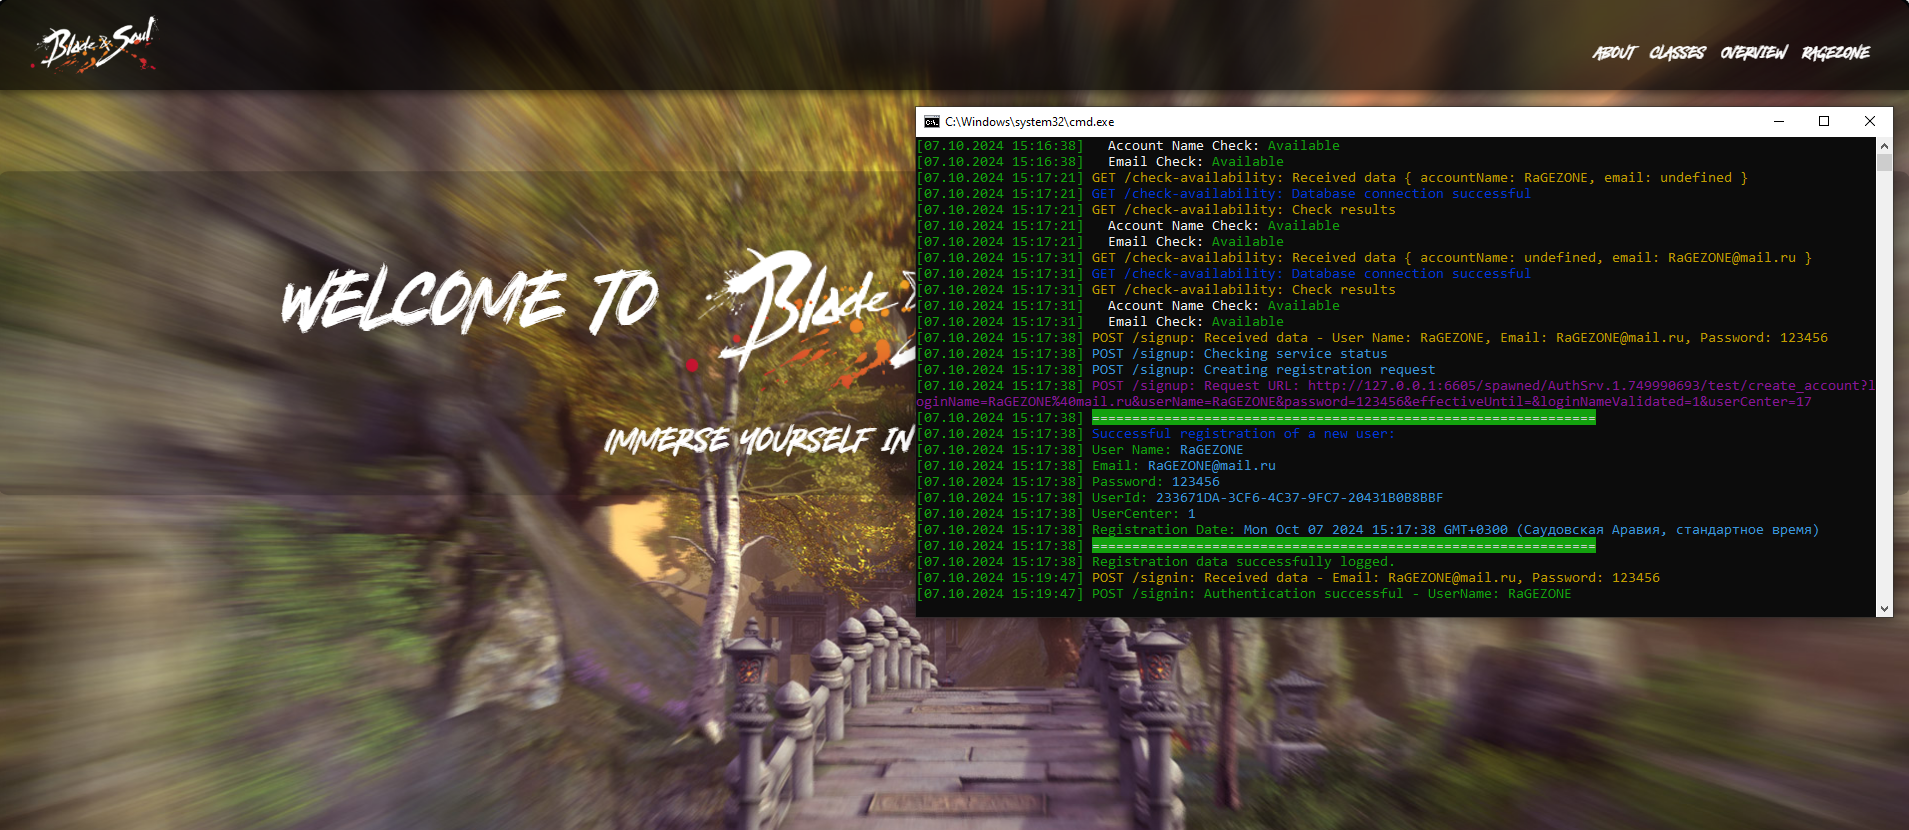 Blade & Soul
ABOUT CLASSES OVERVIEW RAGEZONE
WELCOME TO Blade &
IMMERSE YOURSELF IN
C:\Windows\system32\cmd.exe
[07.10.2024 15:16:38]   Account Name Check: Available
[07.10.2024 15:16:38]   Email Check: Available
[07.10.2024 15:17:21] GET /check-availability: Received data { accountName: RaGEZONE, email: undefined }
[07.10.2024 15:17:21] GET /check-availability: Database connection successful
[07.10.2024 15:17:21] GET /check-availability: Check results
[07.10.2024 15:17:21]   Account Name Check: Available
[07.10.2024 15:17:21]   Email Check: Available
[07.10.2024 15:17:31] GET /check-availability: Received data { accountName: undefined, email: RaGEZONE@mail.ru }
[07.10.2024 15:17:31] GET /check-availability: Database connection successful
[07.10.2024 15:17:31] GET /check-availability: Check results
[07.10.2024 15:17:31]   Account Name Check: Available
[07.10.2024 15:17:31]   Email Check: Available
[07.10.2024 15:17:38] POST /signup: Received data - User Name: RaGEZONE, Email: RaGEZONE@mail.ru, Password: 123456
[07.10.2024 15:17:38] POST /signup: Checking service status
[07.10.2024 15:17:38] POST /signup: Creating registration request
[07.10.2024 15:17:38] POST /signup: Request URL: http://127.0.0.1:6605/spawned/AuthSrv.1.749990693/test/create_account?l
oginName=RaGEZONE%40mail.ru&userName=RaGEZONE&password=123456&effectiveUntil=&loginNameValidated=1&userCenter=17
[07.10.2024 15:17:38] ===============================================================
[07.10.2024 15:17:38] Successful registration of a new user:
[07.10.2024 15:17:38] User Name: RaGEZONE
[07.10.2024 15:17:38] Email: RaGEZONE@mail.ru
[07.10.2024 15:17:38] Password: 123456
[07.10.2024 15:17:38] UserId: 233671DA-3CF6-4C37-9FC7-20431B0B8BBF
[07.10.2024 15:17:38] UserCenter: 1
[07.10.2024 15:17:38] Registration Date: Mon Oct 07 2024 15:17:38 GMT+0300 (Саудовская Аравия, стандартное время)
[07.10.2024 15:17:38] ===============================================================
[07.10.2024 15:17:38] Registration data successfully logged.
[07.10.2024 15:19:47] POST /signin: Received data - Email: RaGEZONE@mail.ru, Password: 123456
[07.10.2024 15:19:47] POST /signin: Authentication successful - UserName: RaGEZONE